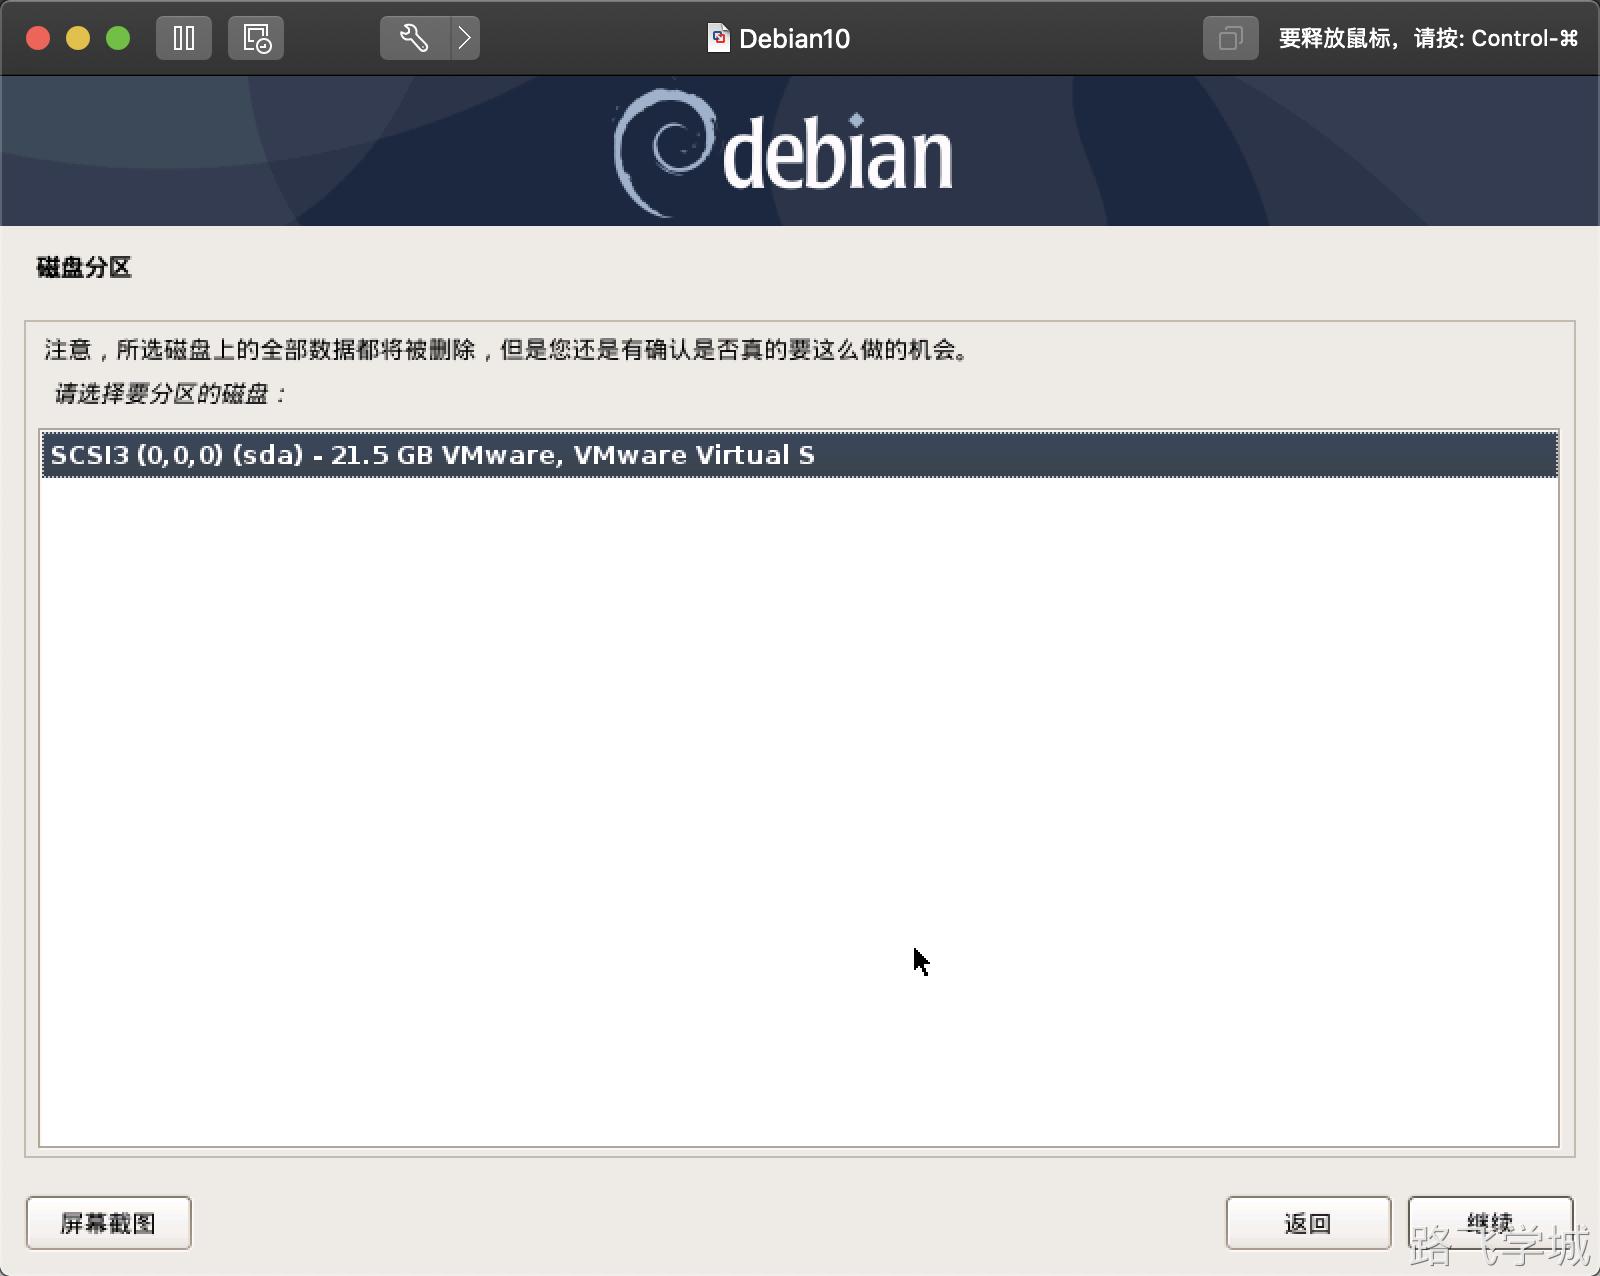 Debian10
要释放鼠标，请按: Control-⌘
debian
磁盘分区
注意，所选磁盘上的全部数据都将被删除，但是您还是有确认是否真的要这么做的机会。
请选择要分区的磁盘：
SCSI3 (0,0,0) (sda) - 21.5 GB VMware, VMware Virtual S
屏幕截图
返回
继续
路飞学城